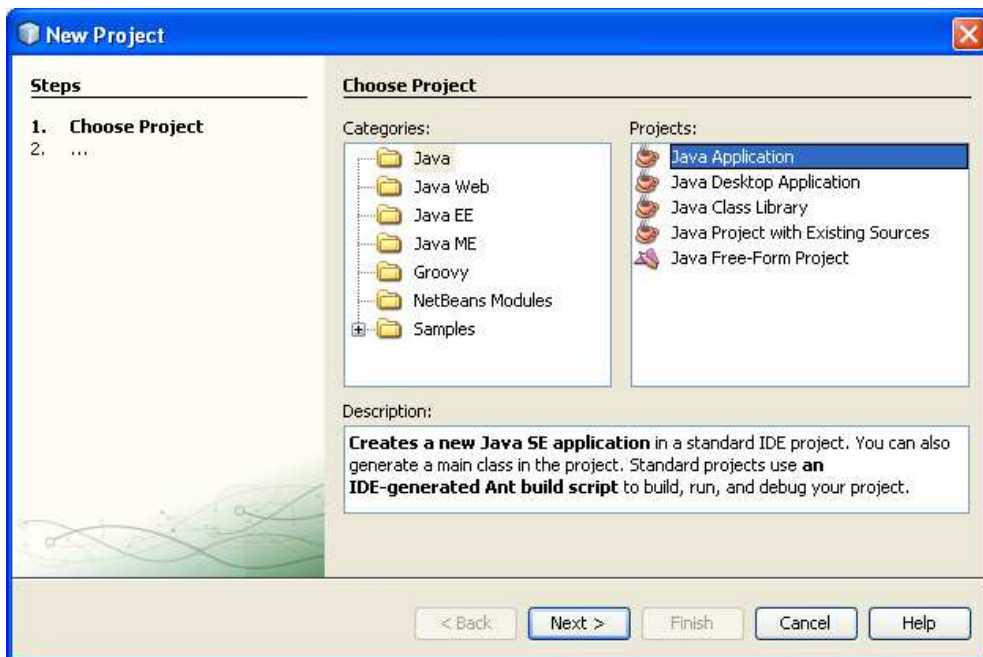 New Project
Steps
1. Choose Project
2. ...
Choose Project
Categories:
Java
Java Web
Java EE
Java ME
Groovy
NetBeans Modules
Samples
Projects:
Java Application
Java Desktop Application
Java Class Library
Java Project with Existing Sources
Java Free-Form Project
Description:
Creates a new Java SE application in a standard IDE project. You can also
generate a main class in the project. Standard projects use an
IDE-generated Ant build script to build, run, and debug your project.
< Back
Next >
Finish
Cancel
Help